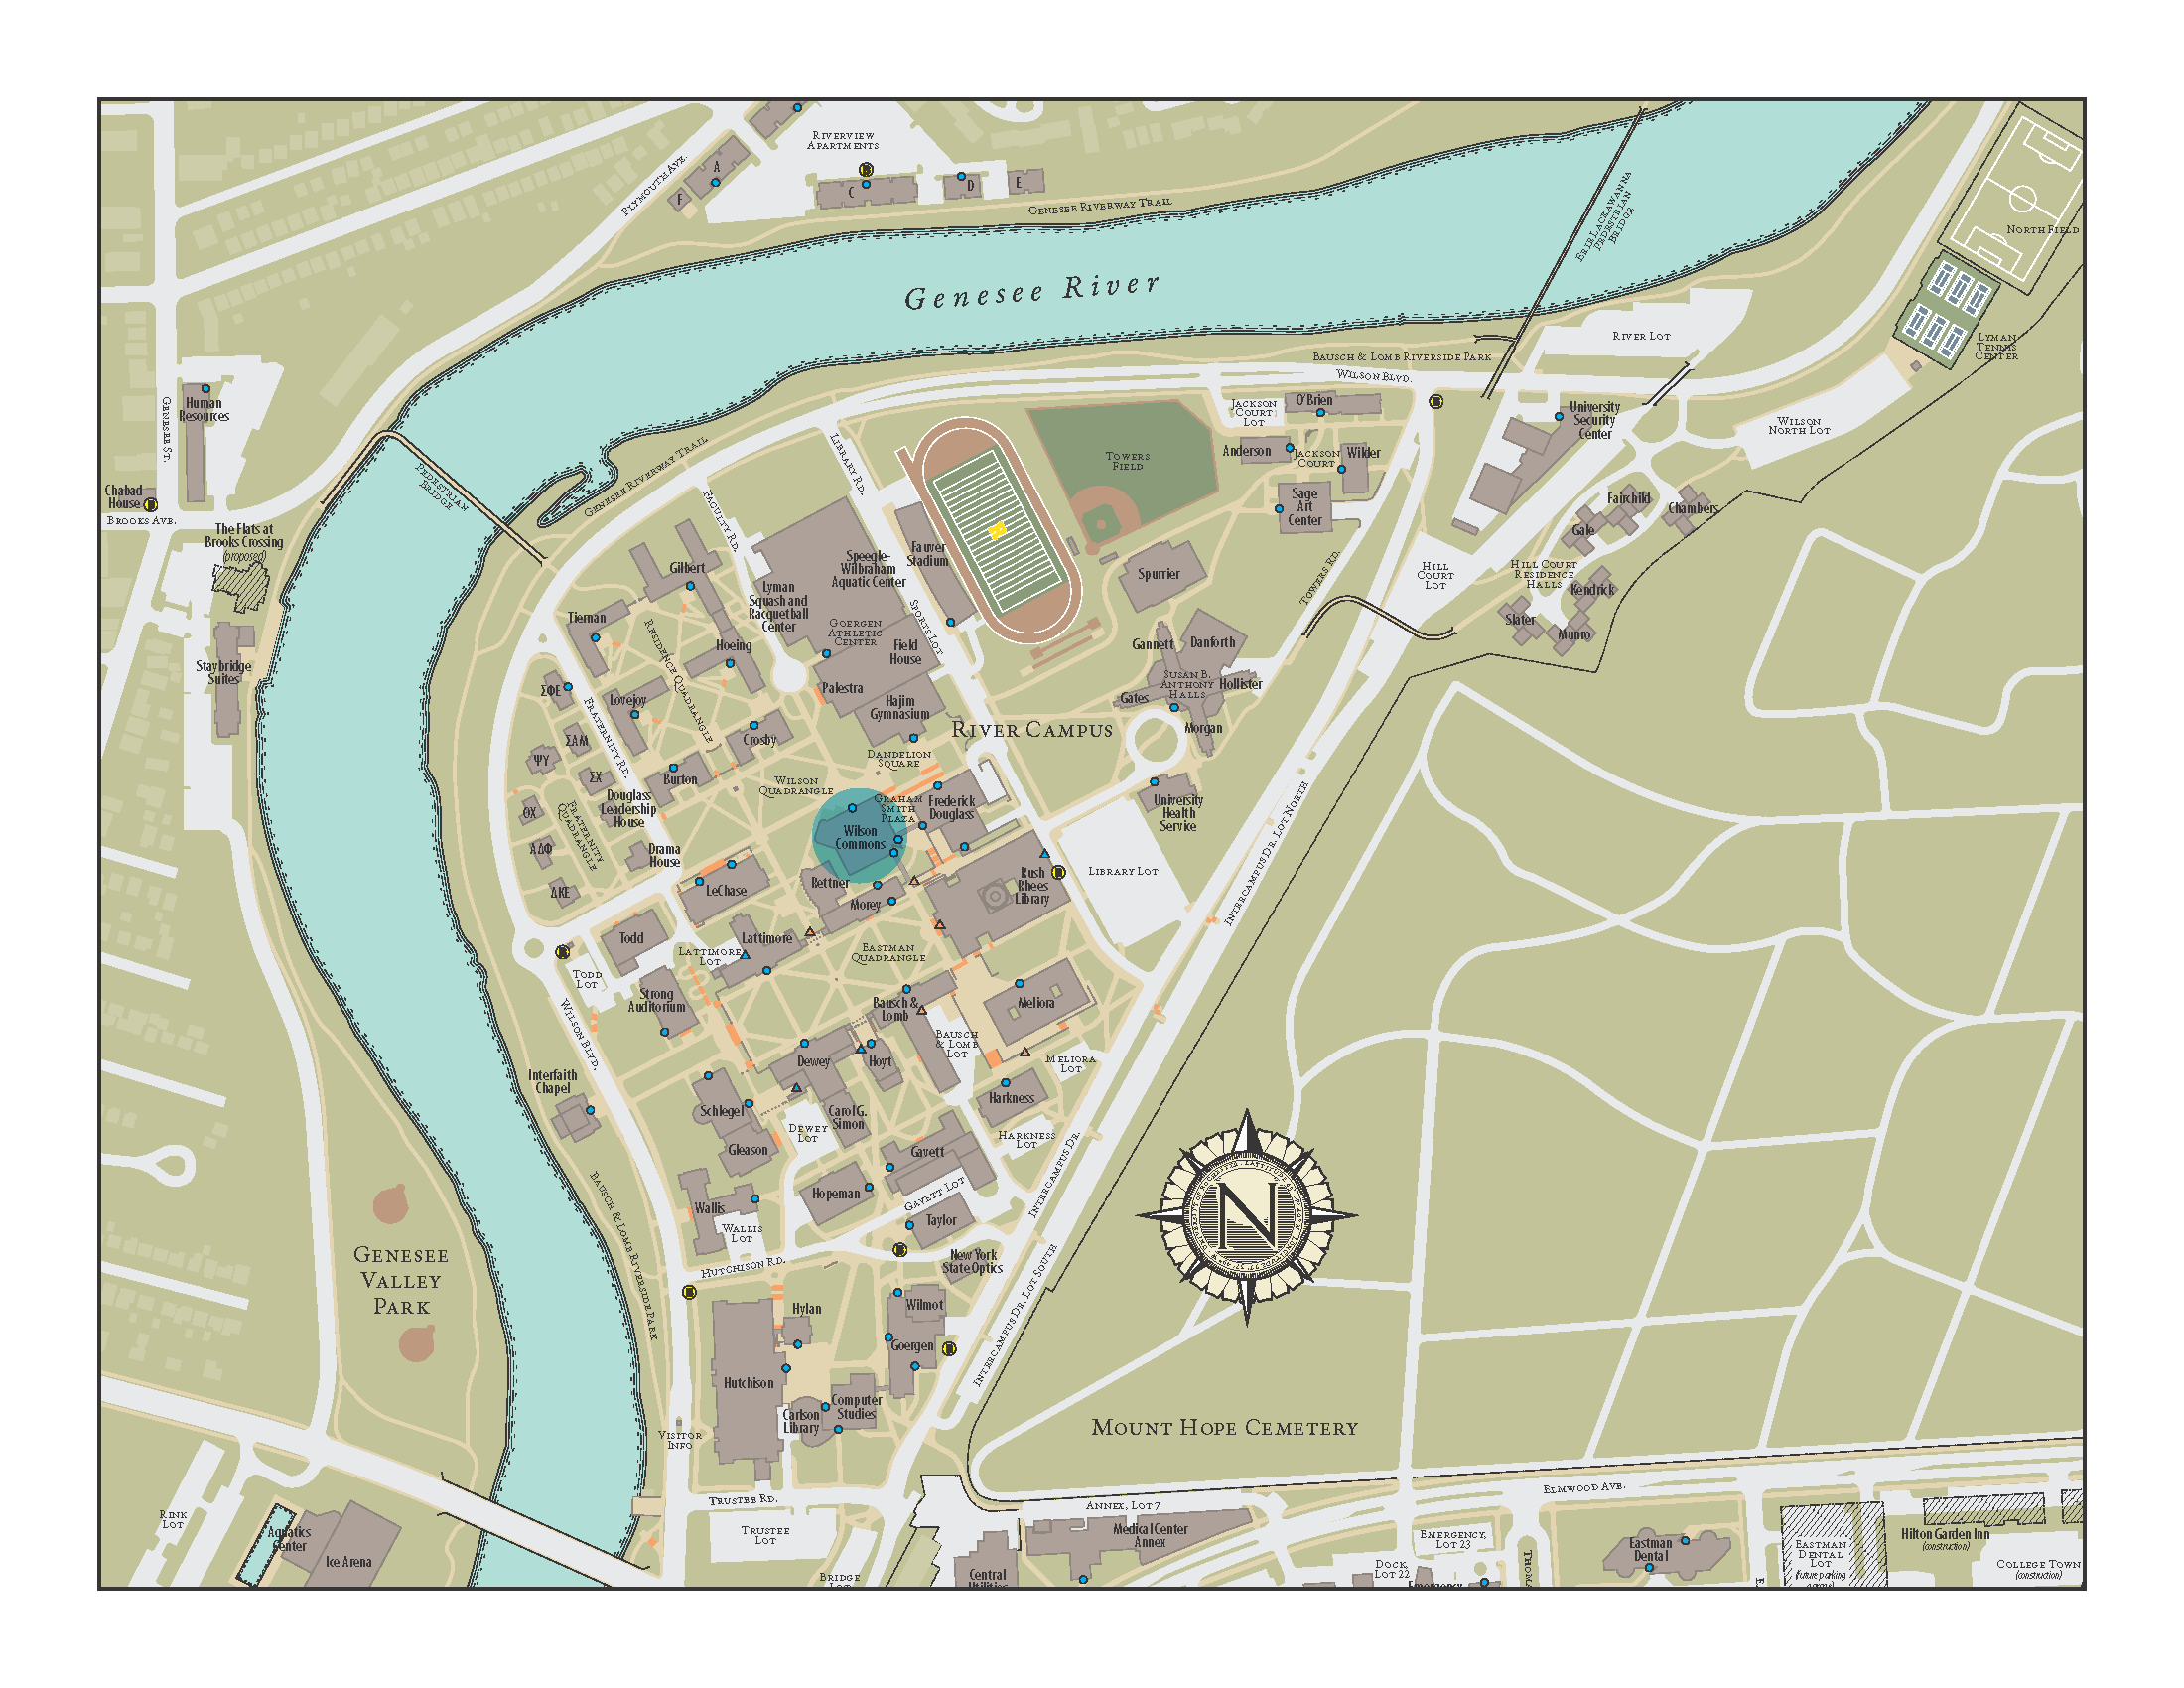 Riverview
Apartments
A
F
C
D
E
Plymouth Ave.
Genesee Riverway Trail
Erie Lackawanna
Pedestrian
Bridge
Genesee River
North Field
Lyman
Tennis
Center
River Lot
Bausch & Lomb Riverside Park
Wilson Blvd.
Human
Resources
Genesee St.
Chabad
House
Brooks Ave.
The Flats at
Brooks Crossing
(proposed)
Staybridge
Suites
Pedestrian
Bridge
Genesee Riverway Trail
Library Rd.
Faculty Rd.
Towers
Field
Jackson
Court
Lot
O'Brien
Anderson
Jackson
Court
Wilder
Sage
Art
Center
University
Security
Center
Wilson
North Lot
Fairchild
Chambers
Gale
Hill Court
Residence
Halls
Kendrick
Slater
Munro
Hill
Court
Lot
Towers Rd.
Speegle-
Wilbraham
Aquatic Center
Fauver
Stadium
Spurrier
Gilbert
Lyman
Squash and
Racquetball
Center
Goergen
Athletic
Center
Sports Lot
Field
House
Tiernan
Residence Quadrangle
Hoeing
Palestra
Hajim
Gymnasium
Gannett
Danforth
Susan B.
Anthony
Halls
Hollister
Gates
Morgan
ΣΦΕ
Lovejoy
Fraternity Rd.
ΣΑΜ
ΨΥ
ΣΧ
Crosby
Burton
River Campus
Dandelion
Square
Wilson
Quadrangle
Douglass
Leadership
House
ΘΧ
Fraternity
Quadrangle
ΑΔΦ
ΔΚΕ
Drama
House
Graham
Smith
Plaza
Frederick
Douglass
Wilson
Commons
University
Health
Service
Library Lot
Intercampus Dr. Lot North
Rush
Rhees
Library
LeChase
Rettner
Morey
Todd
Lattimore
Lattimore
Lot
Eastman
Quadrangle
Todd
Lot
Strong
Auditorium
Bausch &
Lomb
Meliora
Bausch
& Lomb
Lot
Meliora
Lot
Wilson Blvd.
Dewey
Hoyt
Interfaith
Chapel
Schlegel
Carol G.
Simon
Harkness
Dewey
Lot
Harkness
Lot
Gleason
Gavett
Hopeman
Gavett Lot
Intercampus Dr.
Wallis
Wallis
Lot
Taylor
New York
State Optics
Bausch & Lomb Riverside Park
Hutchison Rd.
Genesee
Valley
Park
N
Intercampus Dr. Lot South
Hylan
Wilmot
Goergen
Hutchison
Carlson
Library
Computer
Studies
Visitor
Info
Mount Hope Cemetery
Trustee Rd.
Annex, Lot 7
Elmwood Ave.
Rink
Lot
Aquatics
Center
Ice Arena
Trustee
Lot
Bridge
Lot
Central
Utilities
Medical Center
Annex
Emergency,
Lot 23
Dock,
Lot 22
Emergency
Eastman
Dental
Eastman
Dental
Lot
(future parking
Hilton Garden Inn
(construction)
College Town
(construction)